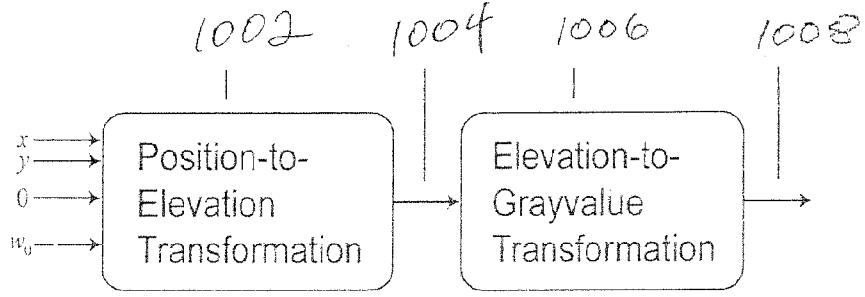 1002 1004 1006 1008
x
y
0
w₀
Position-to-
Elevation
Transformation
Elevation-to-
Grayvalue
Transformation